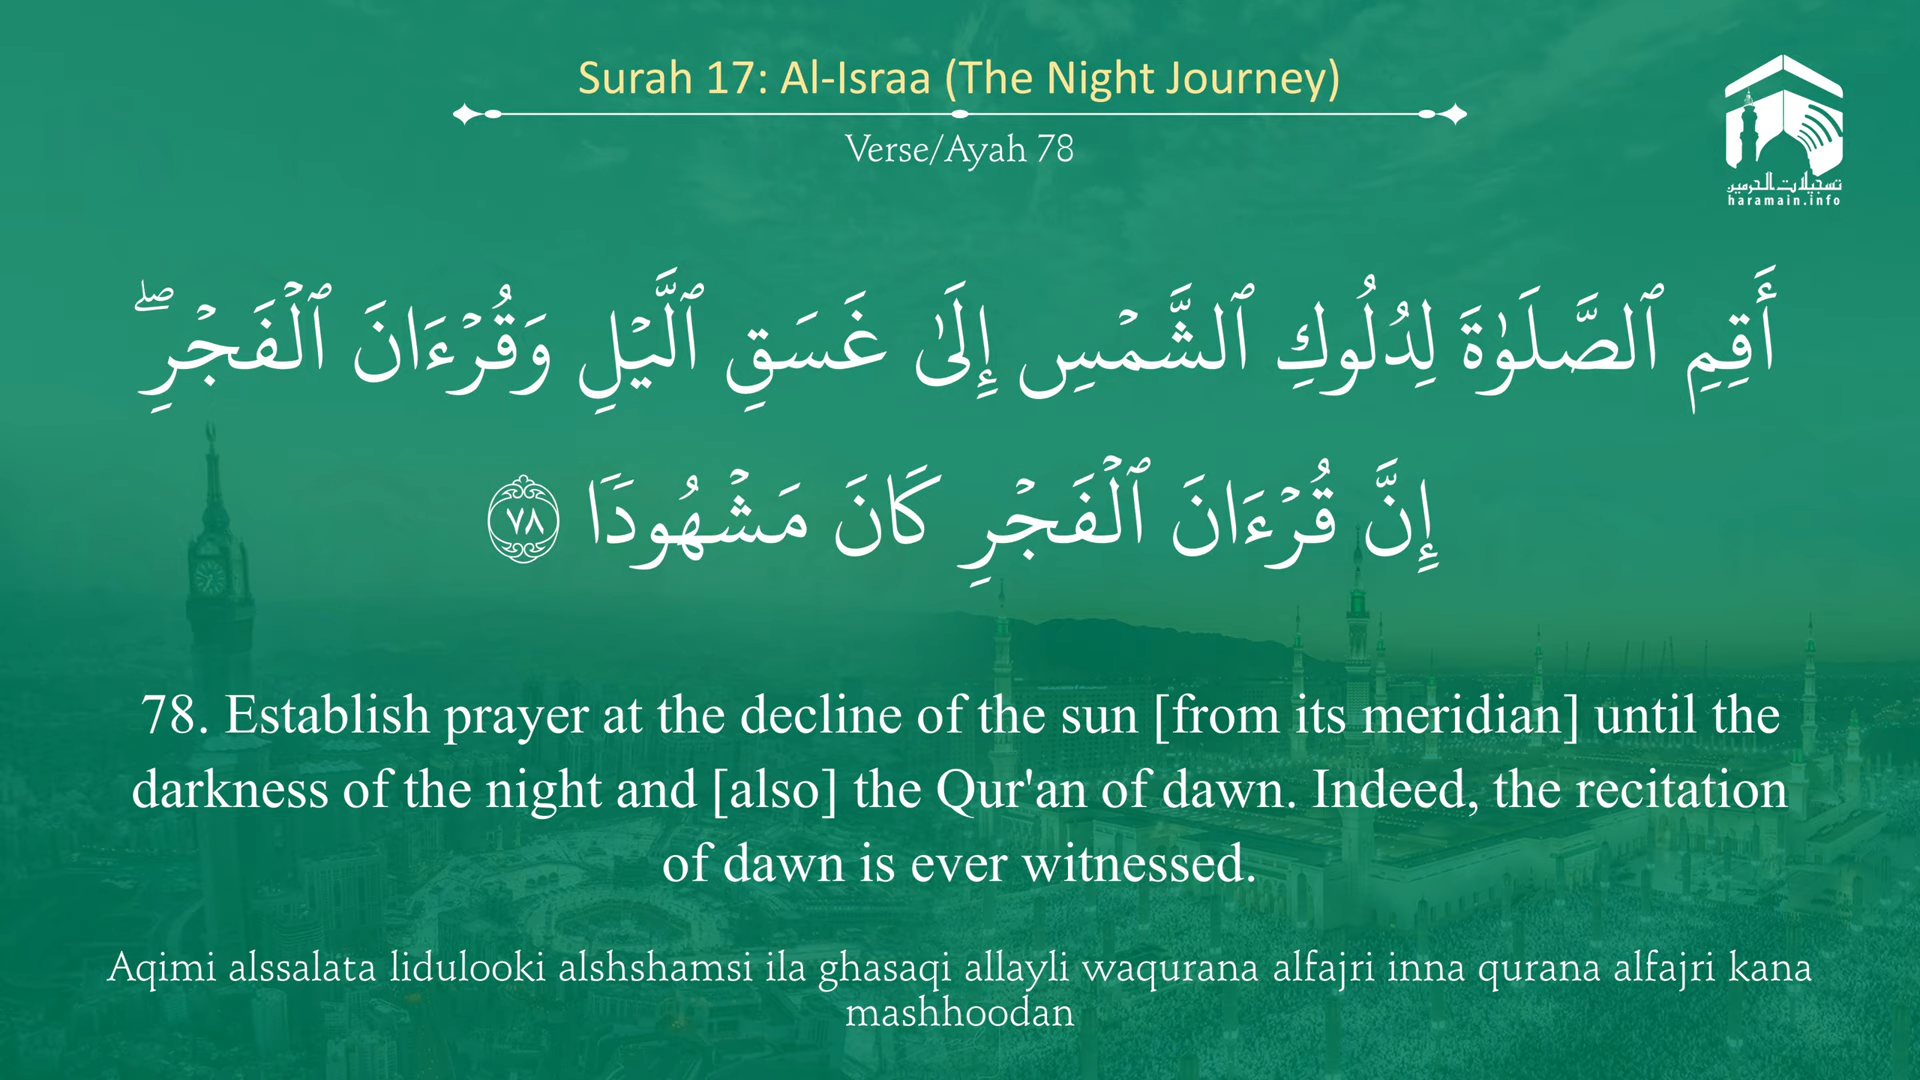 Surah 17: Al-Israa (The Night Journey)
Verse/Ayah 78
تسجيلات الحرمين
haramain.info
أَقِمِ ٱلصَّلَوٰةَ لِدُلُوكِ ٱلشَّمۡسِ إِلَىٰ غَسَقِ ٱلَّيۡلِ وَقُرۡءَانَ ٱلۡفَجۡرِۖ
إِنَّ قُرۡءَانَ ٱلۡفَجۡرِ كَانَ مَشۡهُودٗا ٧٨
78. Establish prayer at the decline of the sun [from its meridian] until the
darkness of the night and [also] the Qur'an of dawn. Indeed, the recitation
of dawn is ever witnessed.
Aqimi alssalata lidulooki alshshamsi ila ghasaqi allayli waqurana alfajri inna qurana alfajri kana
mashhoodan